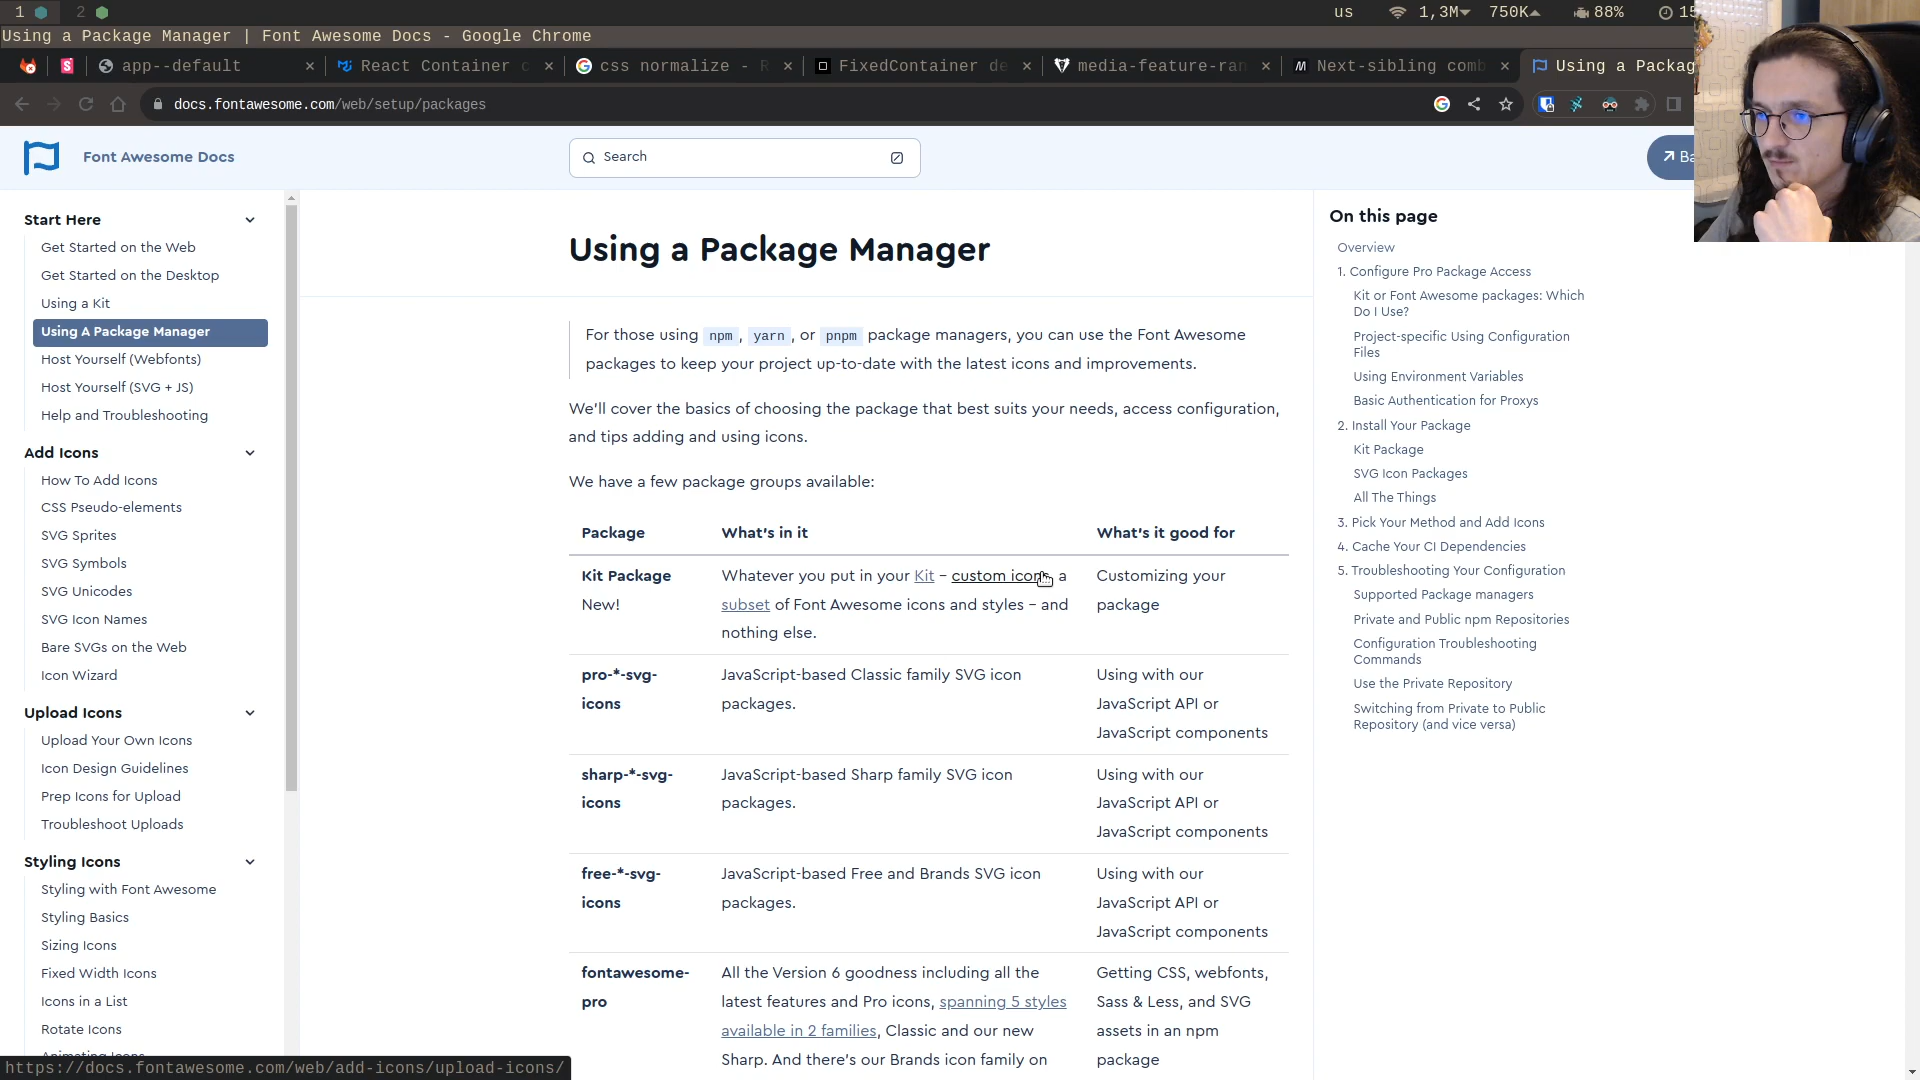 1 2 us 1,3M 750K 88% 15
Using a Package Manager | Font Awesome Docs - Google Chrome
app--default
React Container
css normalize -
FixedContainer de
media-feature-ran
Next-sibling comb
Using a Packag
docs.fontawesome.com/web/setup/packages
Font Awesome Docs
Search
Ba
Start Here
Get Started on the Web
Get Started on the Desktop
Using a Kit
Using A Package Manager
Host Yourself (Webfonts)
Host Yourself (SVG + JS)
Help and Troubleshooting
Add Icons
How To Add Icons
CSS Pseudo-elements
SVG Sprites
SVG Symbols
SVG Unicodes
SVG Icon Names
Bare SVGs on the Web
Icon Wizard
Upload Icons
Upload Your Own Icons
Icon Design Guidelines
Prep Icons for Upload
Troubleshoot Uploads
Styling Icons
Styling with Font Awesome
Styling Basics
Sizing Icons
Fixed Width Icons
Icons in a List
Rotate Icons
Animating Icons
https://docs.fontawesome.com/web/add-icons/upload-icons/
Using a Package Manager
For those using npm, yarn, or pnpm package managers, you can use the Font Awesome
packages to keep your project up-to-date with the latest icons and improvements.
We'll cover the basics of choosing the package that best suits your needs, access configuration,
and tips adding and using icons.
We have a few package groups available:
Package What's in it What's it good for
Kit Package
New!
Whatever you put in your Kit – custom icons a
subset of Font Awesome icons and styles – and
nothing else.
Customizing your
package
pro-*-svg-
icons
JavaScript-based Classic family SVG icon
packages.
Using with our
JavaScript API or
JavaScript components
sharp-*-svg-
icons
JavaScript-based Sharp family SVG icon
packages.
Using with our
JavaScript API or
JavaScript components
free-*-svg-
icons
JavaScript-based Free and Brands SVG icon
packages.
Using with our
JavaScript API or
JavaScript components
fontawesome-
pro
All the Version 6 goodness including all the
latest features and Pro icons, spanning 5 styles
available in 2 families, Classic and our new
Sharp. And there's our Brands icon family on
Getting CSS, webfonts,
Sass & Less, and SVG
assets in an npm
package
On this page
Overview
1. Configure Pro Package Access
Kit or Font Awesome packages: Which
Do I Use?
Project-specific Using Configuration
Files
Using Environment Variables
Basic Authentication for Proxys
2. Install Your Package
Kit Package
SVG Icon Packages
All The Things
3. Pick Your Method and Add Icons
4. Cache Your CI Dependencies
5. Troubleshooting Your Configuration
Supported Package managers
Private and Public npm Repositories
Configuration Troubleshooting
Commands
Use the Private Repository
Switching from Private to Public
Repository (and vice versa)